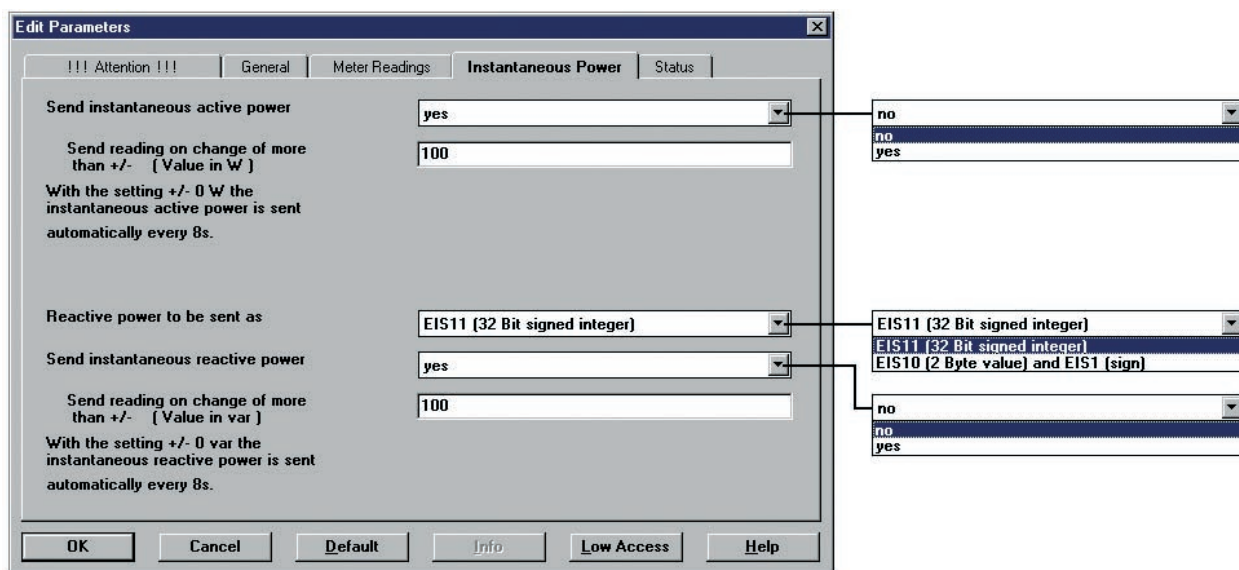 Edit Parameters
!!! Attention !!! General Meter Readings Instantaneous Power Status
Send instantaneous active power yes
Send reading on change of more
than +/- ( Value in W ) 100
With the setting +/- 0 W the
instantaneous active power is sent
automatically every 8s.
no
no
yes
Reactive power to be sent as EIS11 (32 Bit signed integer)
Send instantaneous reactive power yes
Send reading on change of more
than +/- ( Value in var ) 100
With the setting +/- 0 var the
instantaneous reactive power is sent
automatically every 8s.
EIS11 (32 Bit signed integer)
EIS11 (32 Bit signed integer)
EIS10 (2 Byte value) and EIS1 (sign)
no
no
yes
OK Cancel Default Info Low Access Help